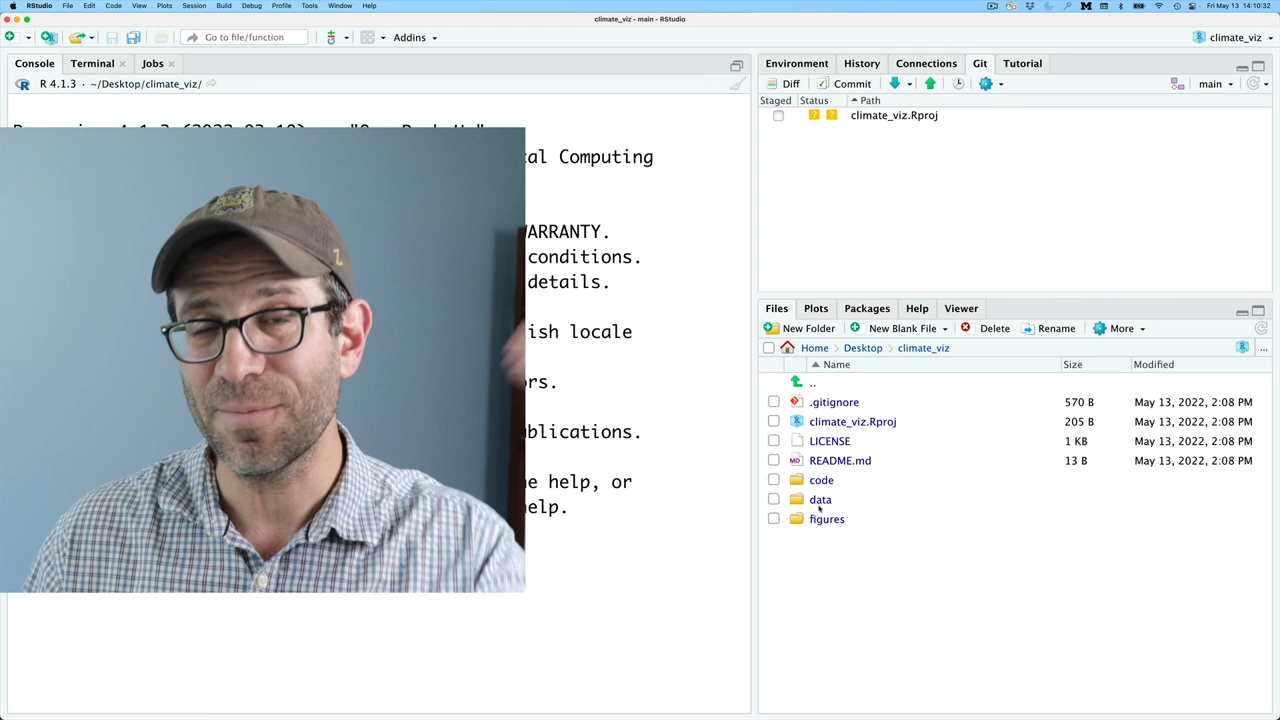 RStudio File Edit Code View Plots Session Build Debug Profile Tools Window Help Fri May 13 14:10:32
climate_viz - main - RStudio
Go to file/function Addins climate_viz
Console Terminal Jobs
R 4.1.3 · ~/Desktop/climate_viz/
cal Computing
WARRANTY.
conditions.
details.
ish locale
ors.
ublications.
e help, or
elp.
Environment History Connections Git Tutorial
Diff Commit main
Staged Status Path
climate_viz.Rproj
Files Plots Packages Help Viewer
New Folder New Blank File Delete Rename More
Home Desktop climate_viz ...
Name Size Modified
..
.gitignore 570 B May 13, 2022, 2:08 PM
climate_viz.Rproj 205 B May 13, 2022, 2:08 PM
LICENSE 1 KB May 13, 2022, 2:08 PM
README.md 13 B May 13, 2022, 2:08 PM
code
data
figures